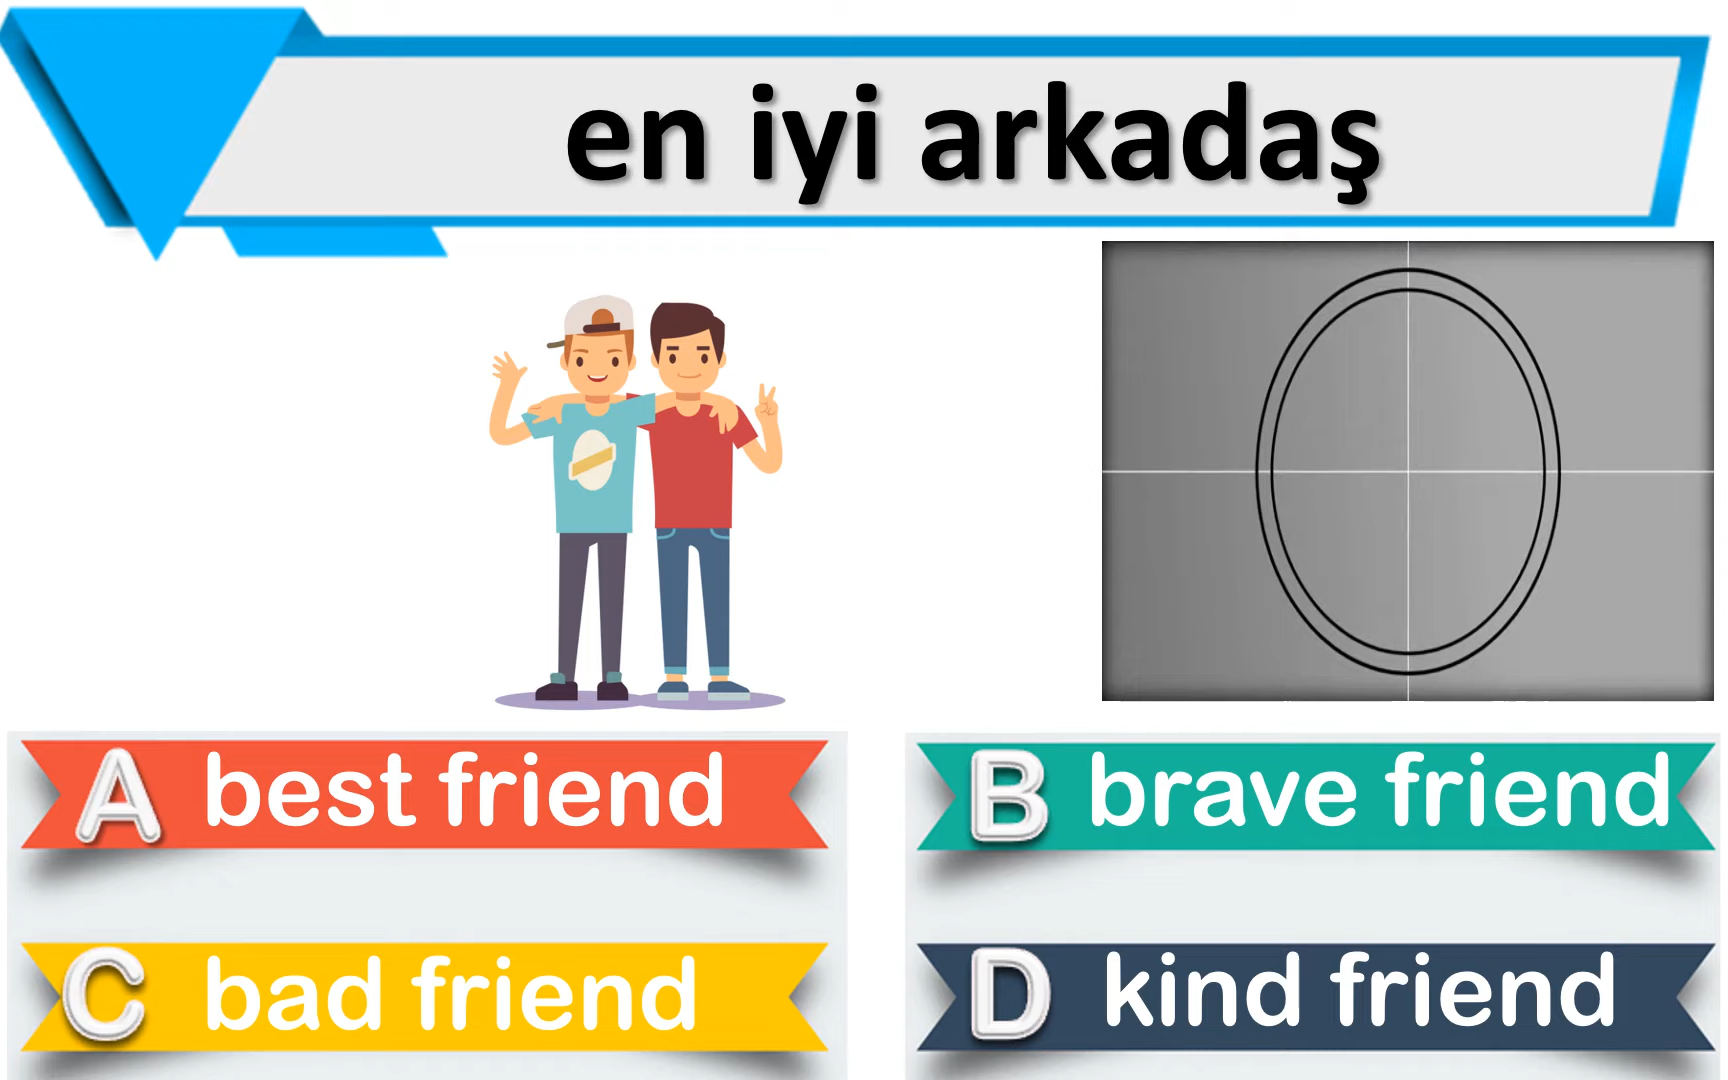 en iyi arkadaş
A best friend
B brave friend
C bad friend
D kind friend